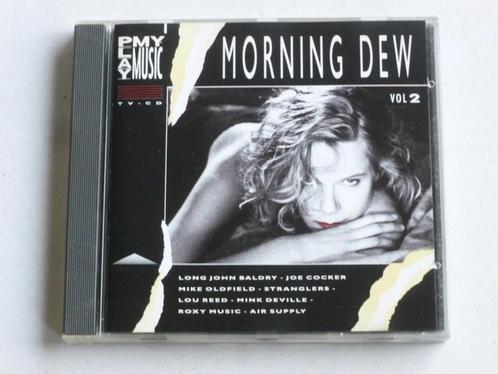 PLAY MY MUSIC
TV·CD
MORNING DEW
VOL 2
LONG JOHN BALDRY - JOE COCKER
MIKE OLDFIELD - STRANGLERS -
LOU REED - MINK DEVILLE -
ROXY MUSIC - AIR SUPPLY